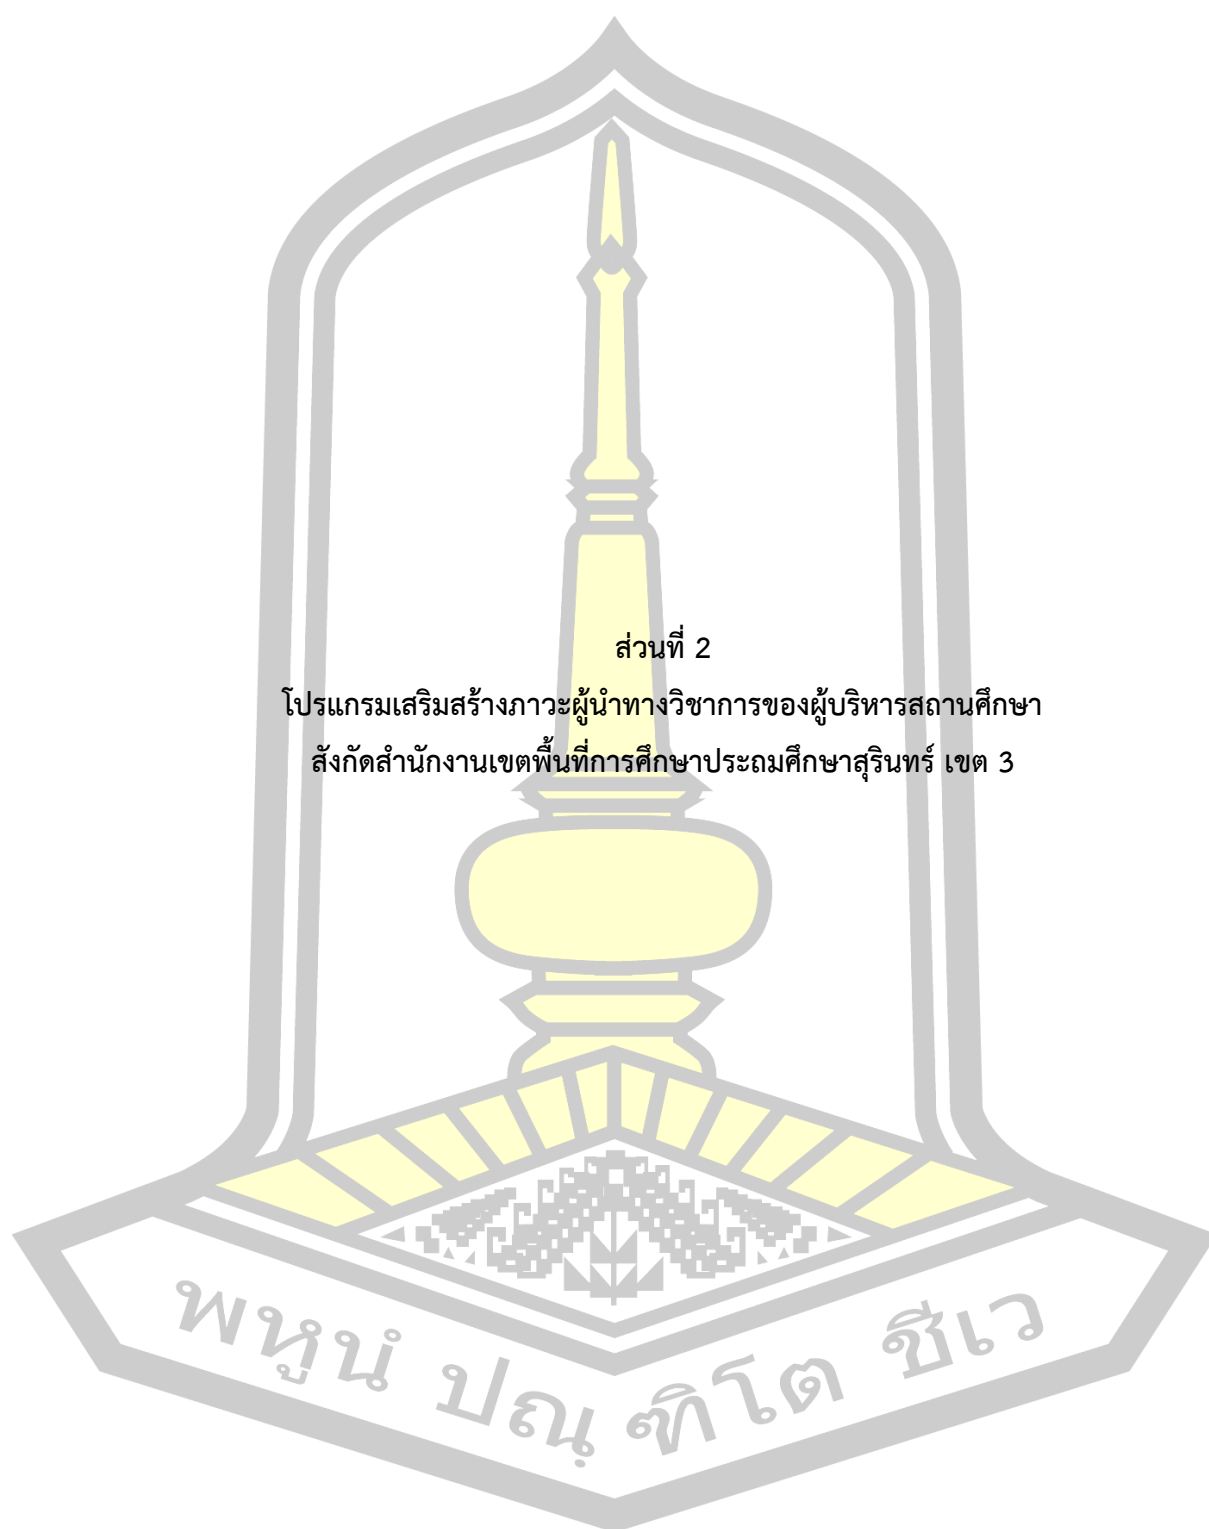 ส่วนที่ 2
โปรแกรมเสริมสร้างภาวะผู้นำทางวิชาการของผู้บริหารสถานศึกษา
สังกัดสำนักงานเขตพื้นที่การศึกษาประถมศึกษาสุรินทร์ เขต 3
พหูนํ ปณฺฑิโต ชีเว